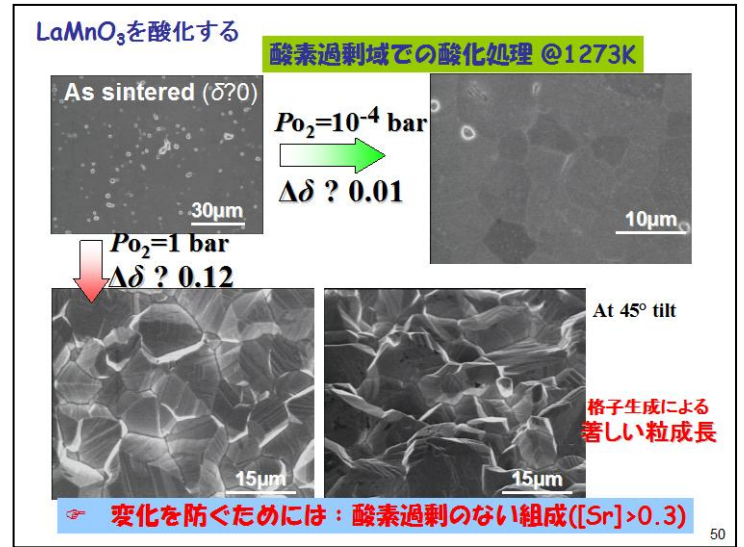 LaMnO₃を酸化する
酸素過剰域での酸化処理 @1273K
As sintered (δ?0)
30μm
Po₂=10⁻⁴ bar
Δδ ? 0.01
10μm
Po₂=1 bar
Δδ ? 0.12
15μm
15μm
At 45° tilt
格子生成による
著しい粒成長
☞ 変化を防ぐためには：酸素過剰のない組成([Sr]>0.3)
50